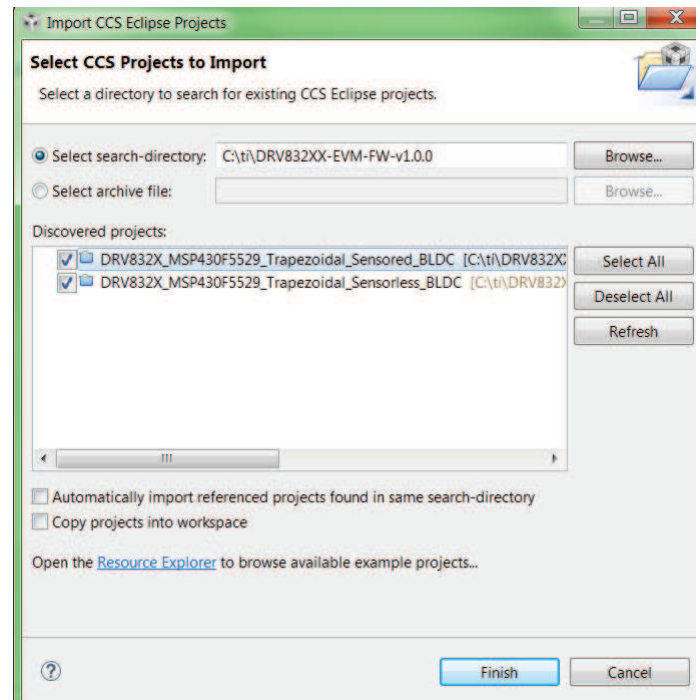 Import CCS Eclipse Projects
Select CCS Projects to Import
Select a directory to search for existing CCS Eclipse projects.
Select search-directory: C:\ti\DRV832XX-EVM-FW-v1.0.0 Browse...
Select archive file: Browse...
Discovered projects:
DRV832X_MSP430F5529_Trapezoidal_Sensored_BLDC [C:\ti\DRV832X Select All
DRV832X_MSP430F5529_Trapezoidal_Sensorless_BLDC [C:\ti\DRV832X Deselect All
Refresh
Automatically import referenced projects found in same search-directory
Copy projects into workspace
Open the Resource Explorer to browse available example projects...
? Finish Cancel